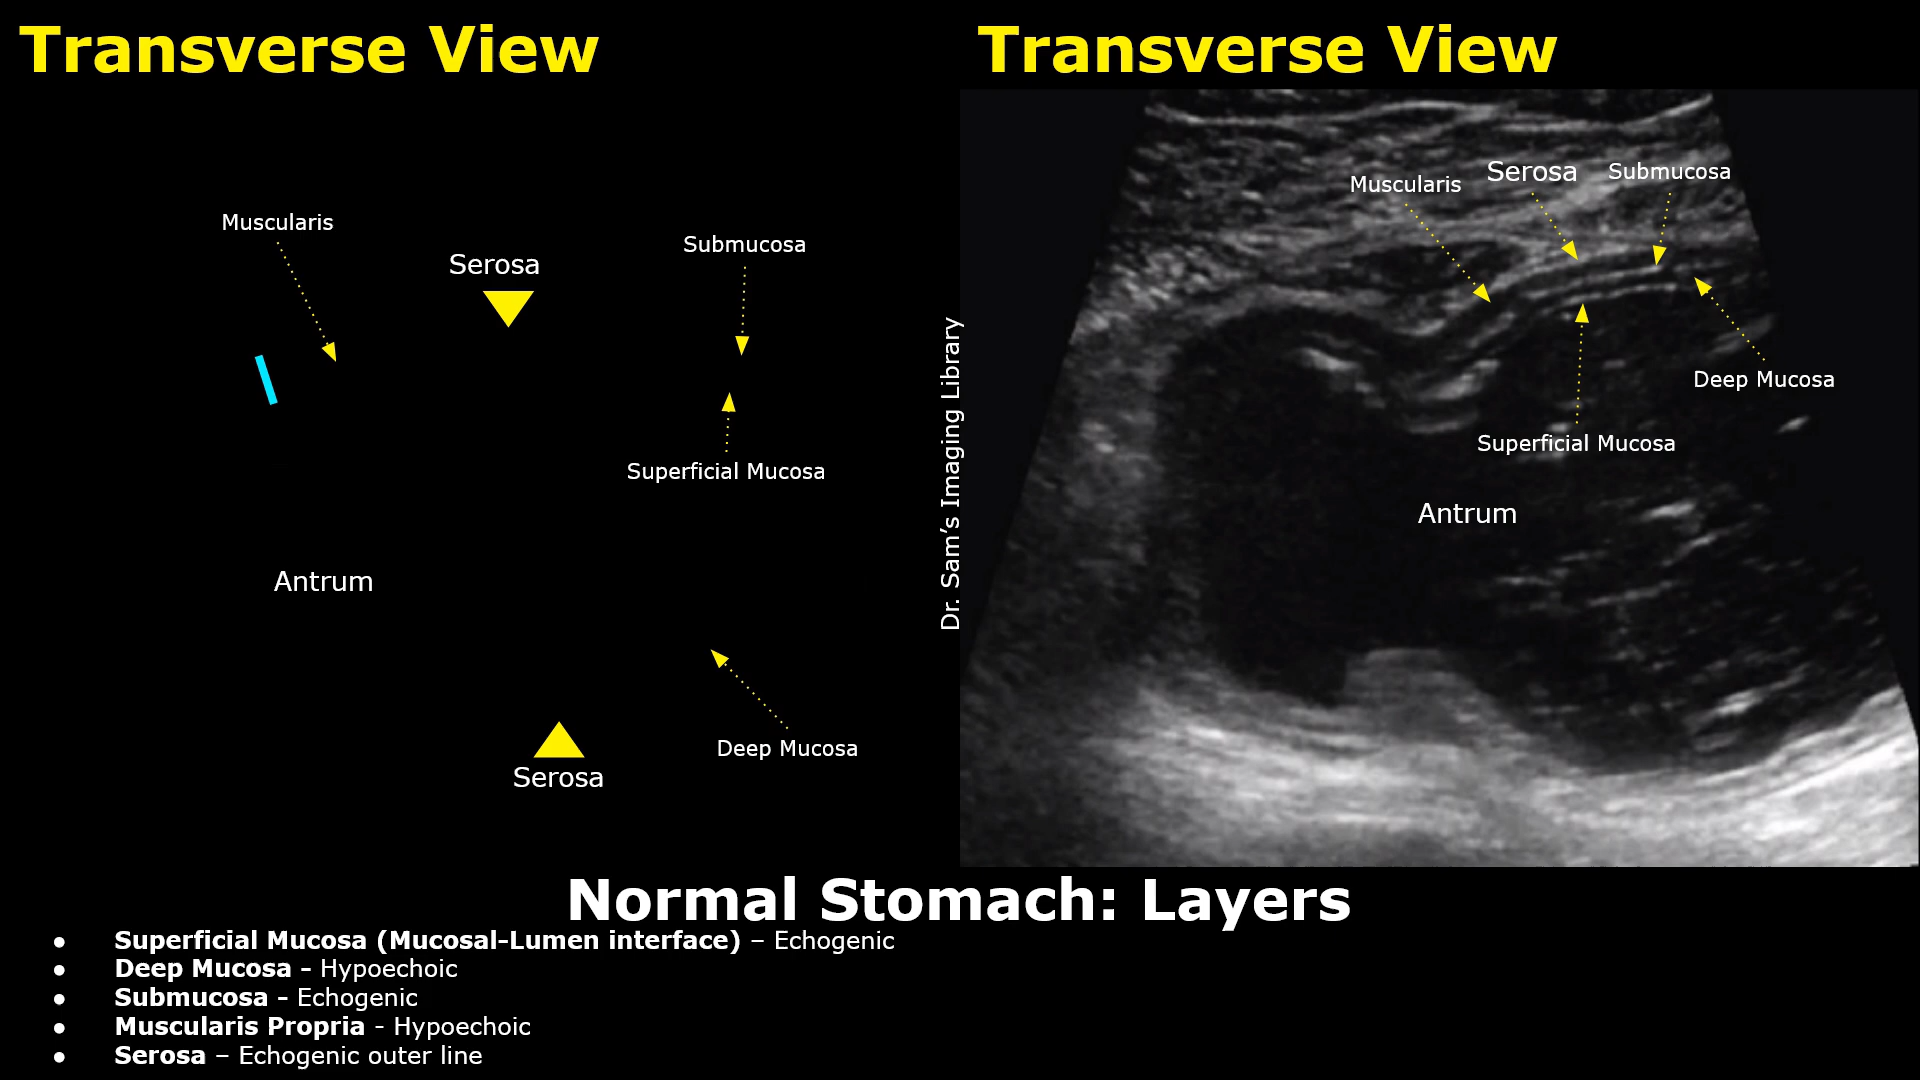 Transverse View
Muscularis
Serosa
Submucosa
Superficial Mucosa
Antrum
Deep Mucosa
Serosa
Dr. Sam’s Imaging Library
Transverse View
Muscularis
Serosa
Submucosa
Deep Mucosa
Superficial Mucosa
Antrum
Normal Stomach: Layers
● Superficial Mucosa (Mucosal–Lumen interface) – Echogenic
● Deep Mucosa – Hypoechoic
● Submucosa – Echogenic
● Muscularis Propria - Hypoechoic
● Serosa – Echogenic outer line